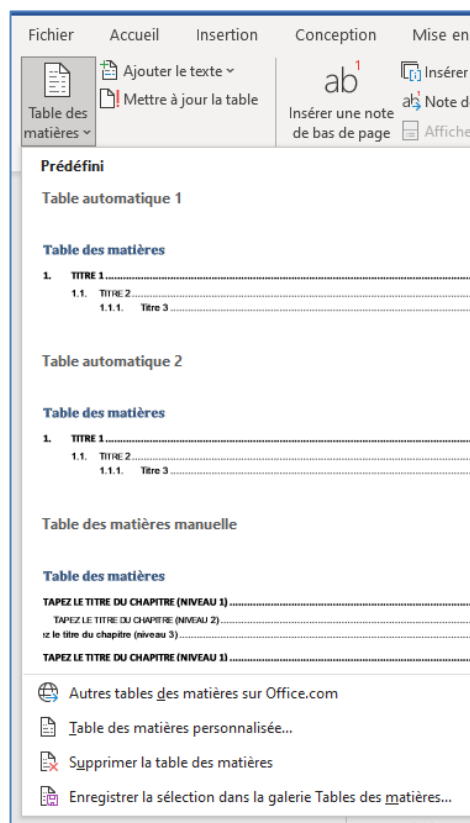 Fichier Accueil Insertion Conception Mise en
Ajouter le texte
Mettre à jour la table
Table des
matières
ab1
Insérer une note
de bas de page
Insérer
Note d
Affiche
Prédéfini
Table automatique 1
Table des matières
1. TITRE 1
1.1. TITRE 2
1.1.1. Titre 3
Table automatique 2
Table des matières
1. TITRE 1
1.1. TITRE 2
1.1.1. Titre 3
Table des matières manuelle
Table des matières
TAPEZ LE TITRE DU CHAPITRE (NIVEAU 1)
TAPEZ LE TITRE DU CHAPITRE (NIVEAU 2)
ez le titre du chapitre (niveau 3)
TAPEZ LE TITRE DU CHAPITRE (NIVEAU 1)
Autres tables des matières sur Office.com
Table des matières personnalisée...
Supprimer la table des matières
Enregistrer la sélection dans la galerie Tables des matières...